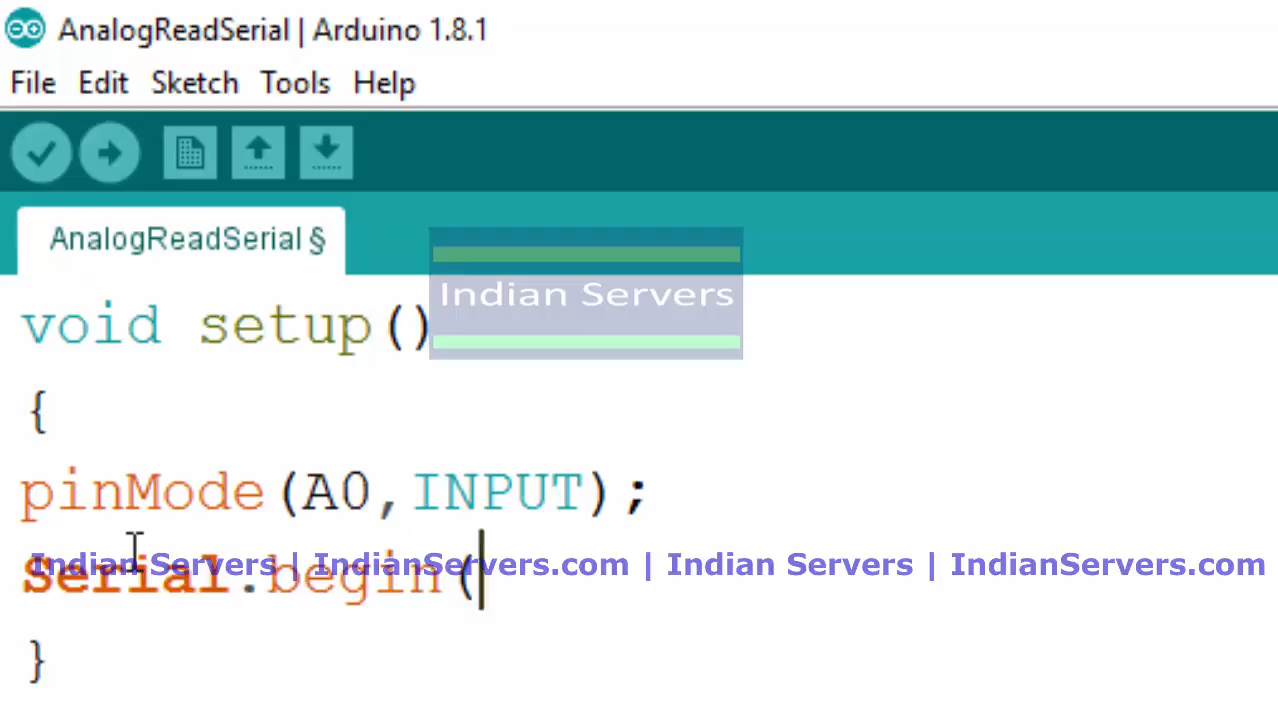 AnalogReadSerial | Arduino 1.8.1
File Edit Sketch Tools Help
AnalogReadSerial §
Indian Servers
void setup()
{
pinMode(A0,INPUT);
Indian Servers | IndianServers.com | Indian Servers | IndianServers.com
Serial.begin(
}